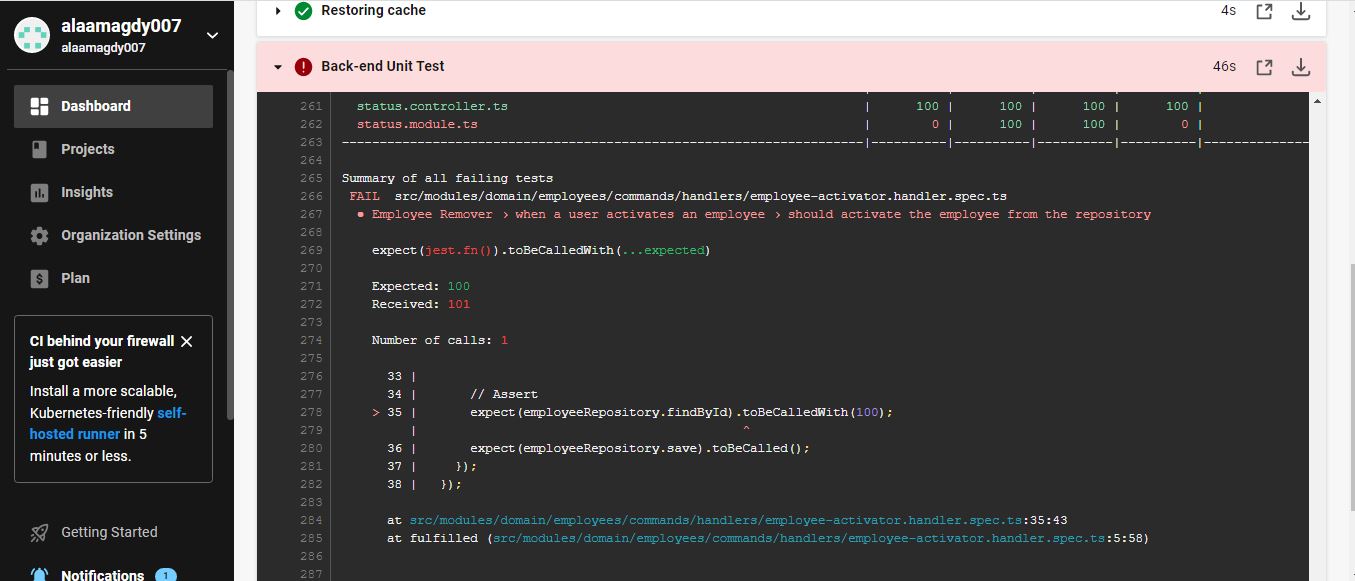 alaamagdy007
alaamagdy007
Dashboard
Projects
Insights
Organization Settings
Plan
CI behind your firewall
just got easier
Install a more scalable,
Kubernetes-friendly self-
hosted runner in 5
minutes or less.
Getting Started
Notifications 1
Restoring cache 4s
Back-end Unit Test 46s
261 status.controller.ts | 100 | 100 | 100 | 100 |
262 status.module.ts | 0 | 100 | 100 | 0 |
263 ---------------------------------------------------------------------|----------|----------|----------|----------|--------------
264
265 Summary of all failing tests
266 FAIL src/modules/domain/employees/commands/handlers/employee-activator.handler.spec.ts
267 ● Employee Remover › when a user activates an employee › should activate the employee from the repository
268
269 expect(jest.fn()).toBeCalledWith(...expected)
270
271 Expected: 100
272 Received: 101
273
274 Number of calls: 1
275
276 33 |
277 34 | // Assert
278 > 35 | expect(employeeRepository.findById).toBeCalledWith(100);
279 | ^
280 36 | expect(employeeRepository.save).toBeCalled();
281 37 | });
282 38 | });
283
284 at src/modules/domain/employees/commands/handlers/employee-activator.handler.spec.ts:35:43
285 at fulfilled (src/modules/domain/employees/commands/handlers/employee-activator.handler.spec.ts:5:58)
286
287